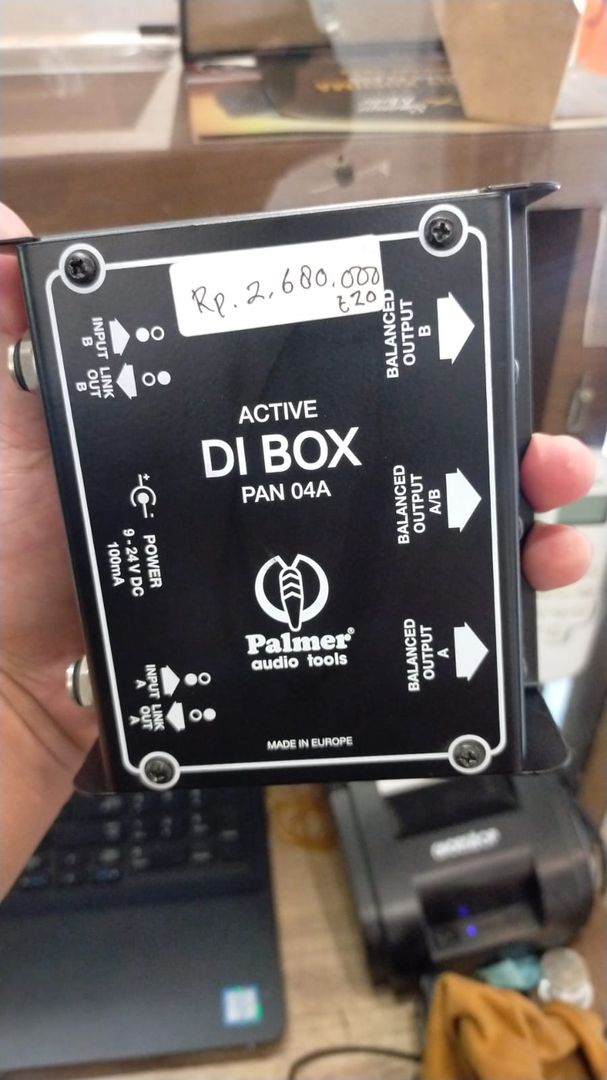 Rp. 2,680.000
t20
INPUT
B
LINK
OUT
B
BALANCED
OUTPUT
B
ACTIVE
DI BOX
PAN 04A
BALANCED
OUTPUT
A/B
POWER
9 - 24 V DC
100mA
Palmer®
audio tools
BALANCED
OUTPUT
A
INPUT
A
LINK
OUT
A
MADE IN EUROPE